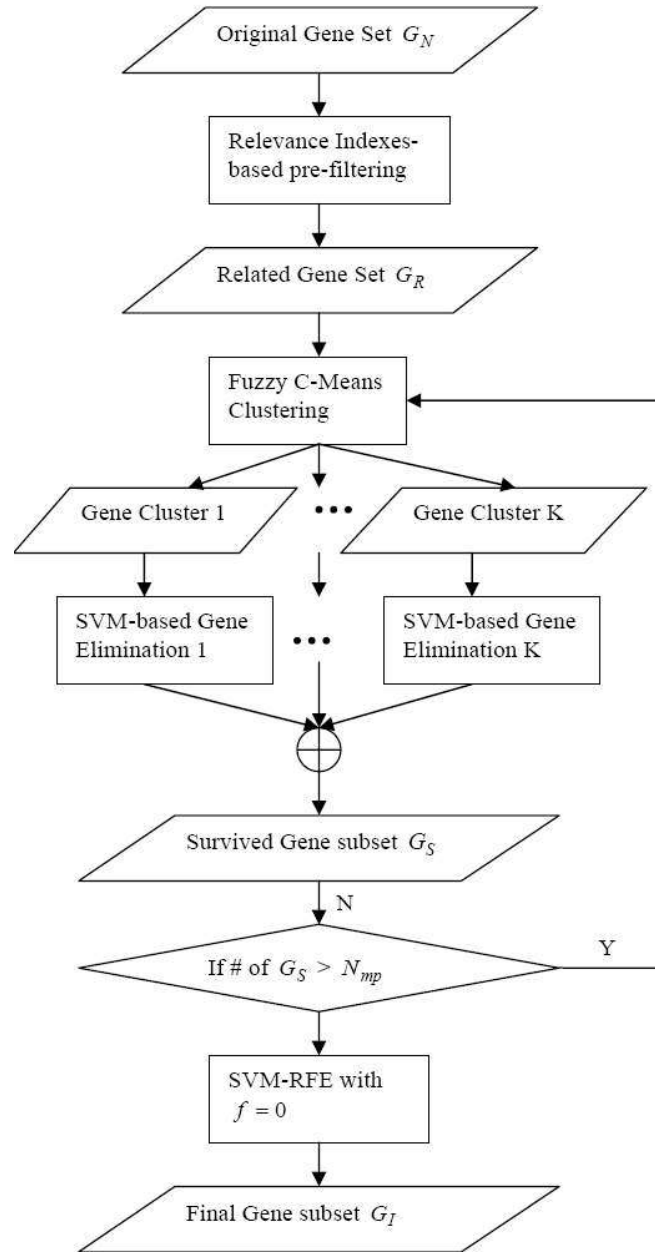 Original Gene Set G_N
Relevance Indexes-
based pre-filtering
Related Gene Set G_R
Fuzzy C-Means
Clustering
Gene Cluster 1
•••
Gene Cluster K
SVM-based Gene
Elimination 1
•••
SVM-based Gene
Elimination K
Survived Gene subset G_S
N
If # of G_S > N_mp
Y
SVM-RFE with
f = 0
Final Gene subset G_I